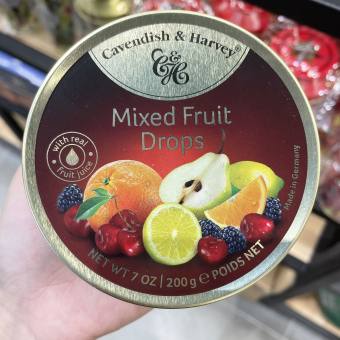 Cavendish & Harvey
C&H
Mixed Fruit
Drops
with real
fruit juice
Made in Germany
NET WT 7 OZ / 200 g e POIDS NET